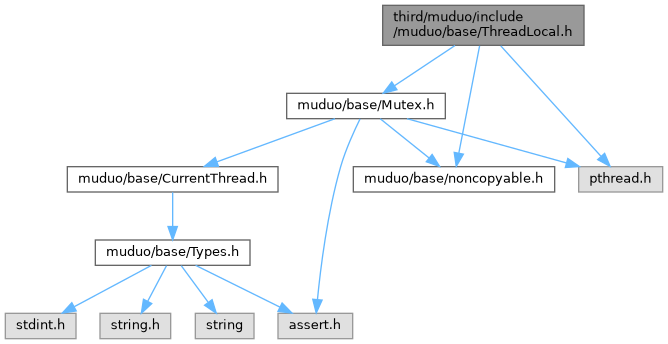 third/muduo/include
/muduo/base/ThreadLocal.h
muduo/base/Mutex.h
muduo/base/CurrentThread.h
muduo/base/noncopyable.h
pthread.h
muduo/base/Types.h
stdint.h
string.h
string
assert.h